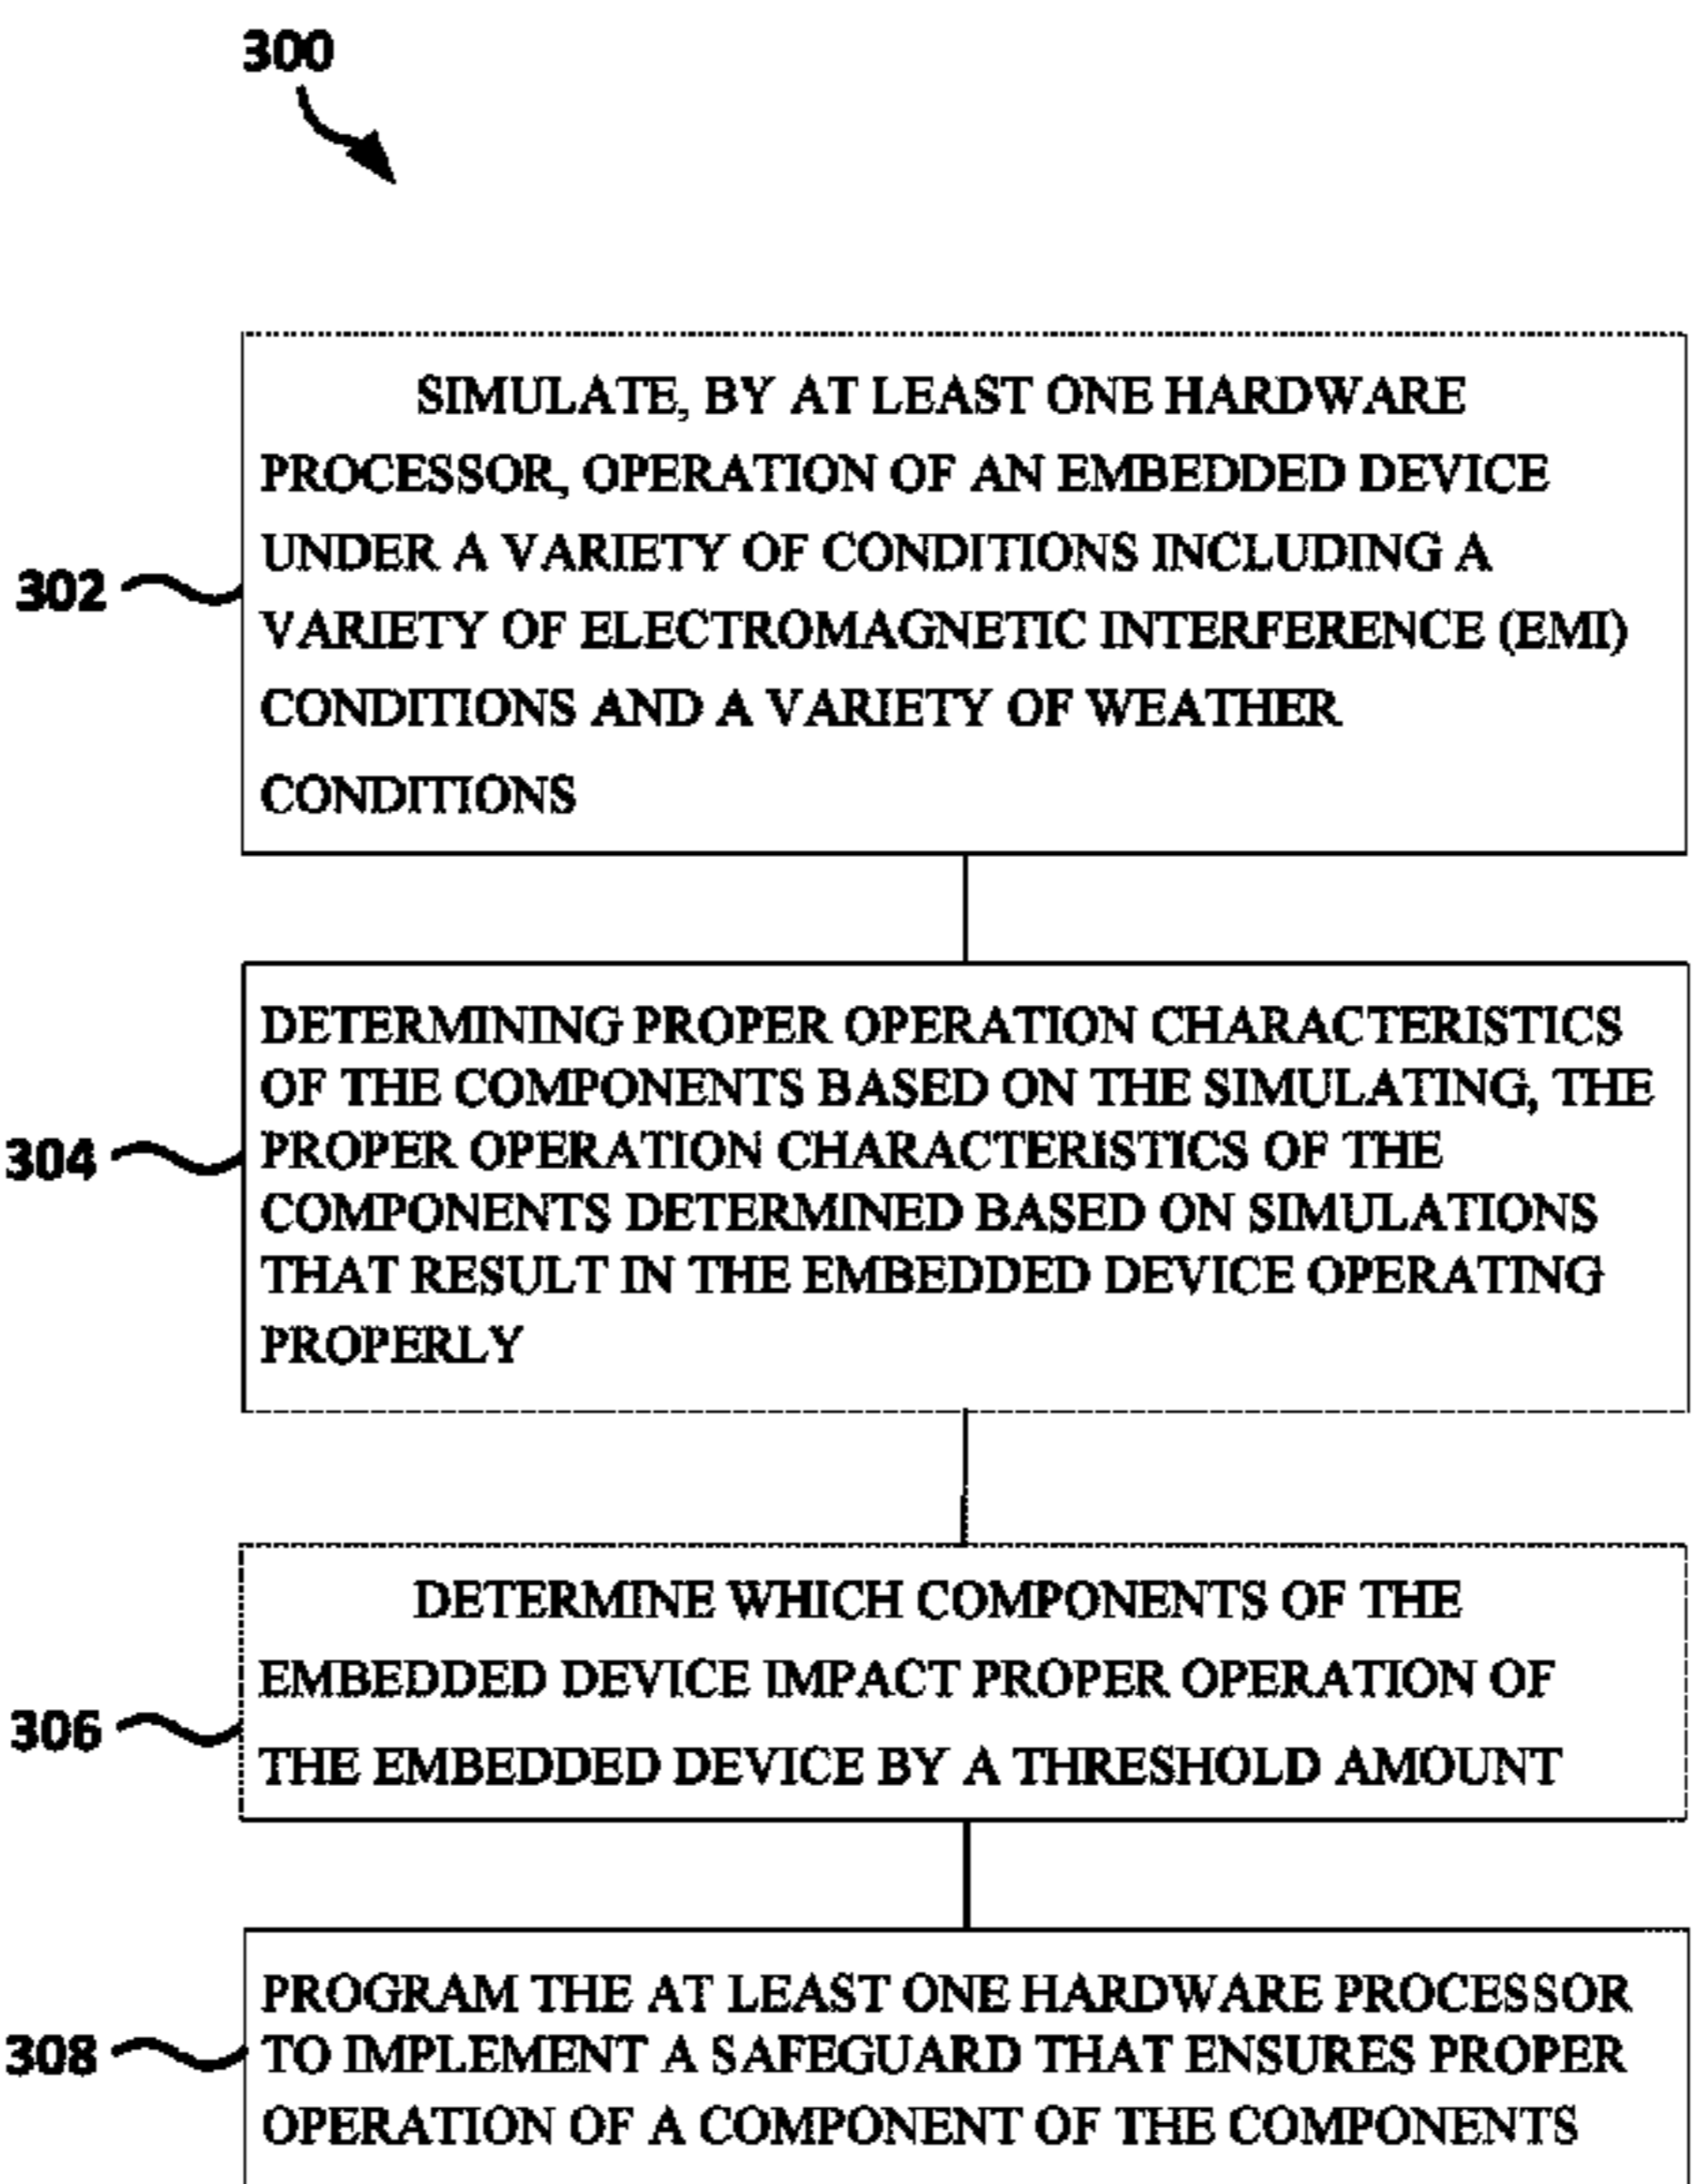 300
SIMULATE, BY AT LEAST ONE HARDWARE
PROCESSOR, OPERATION OF AN EMBEDDED DEVICE
UNDER A VARIETY OF CONDITIONS INCLUDING A
302
VARIETY OF ELECTROMAGNETIC INTERFERENCE (EMI)
CONDITIONS AND A VARIETY OF WEATHER
CONDITIONS
DETERMINING PROPER OPERATION CHARACTERISTICS
OF THE COMPONENTS BASED ON THE SIMULATING, THE
304
PROPER OPERATION CHARACTERISTICS OF THE
COMPONENTS DETERMINED BASED ON SIMULATIONS
THAT RESULT IN THE EMBEDDED DEVICE OPERATING
PROPERLY
DETERMINE WHICH COMPONENTS OF THE
EMBEDDED DEVICE IMPACT PROPER OPERATION OF
306
THE EMBEDDED DEVICE BY A THRESHOLD AMOUNT
PROGRAM THE AT LEAST ONE HARDWARE PROCESSOR
308
TO IMPLEMENT A SAFEGUARD THAT ENSURES PROPER
OPERATION OF A COMPONENT OF THE COMPONENTS